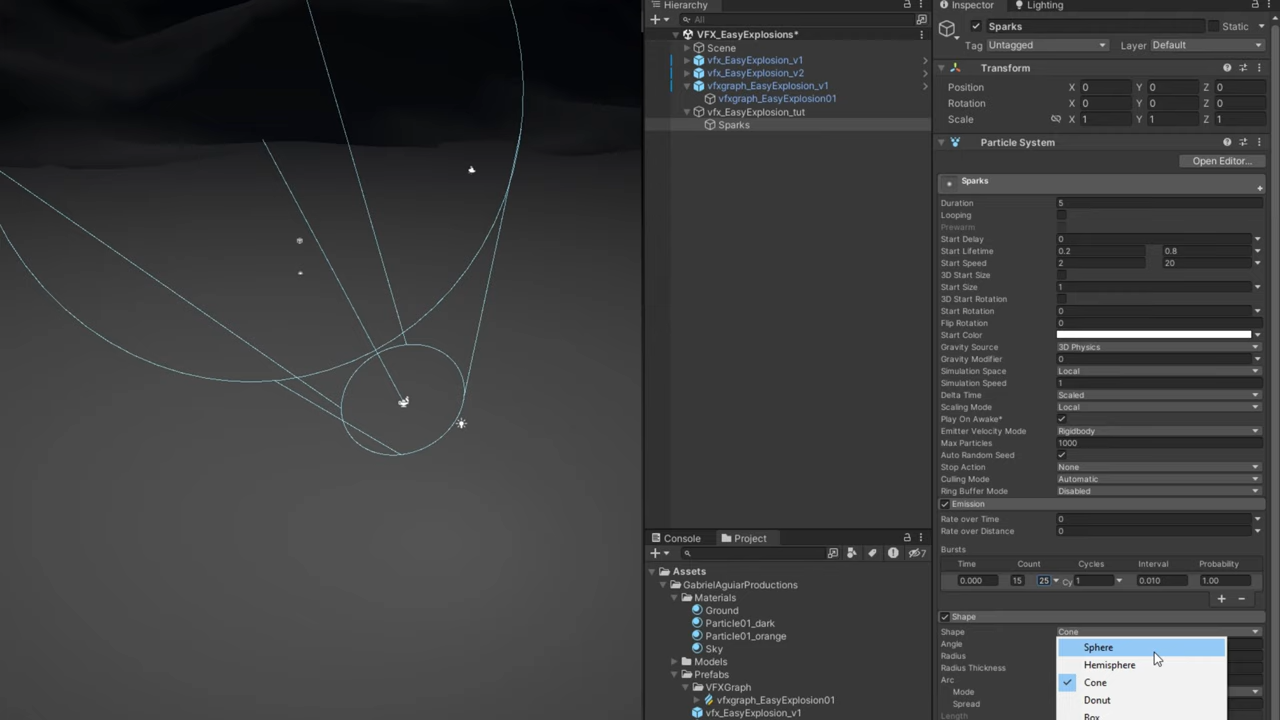 Hierarchy
Inspector
Lighting
All
Sparks
Static
VFX_EasyExplosions*
Tag Untagged Layer Default
Scene
vfx_EasyExplosion_v1
Transform
vfx_EasyExplosion_v2
Position X 0 Y 0 Z 0
vfxgraph_EasyExplosion_v1
Rotation X 0 Y 0 Z 0
vfxgraph_EasyExplosion01
Scale X 1 Y 1 Z 1
vfx_EasyExplosion_tut
Sparks
Particle System
Open Editor...
Sparks
Duration 5
Looping
Prewarm
Start Delay 0
Start Lifetime 0.2 0.8
Start Speed 2 20
3D Start Size
Start Size 1
3D Start Rotation
Start Rotation 0
Flip Rotation 0
Start Color
Gravity Source 3D Physics
Gravity Modifier 0
Simulation Space Local
Simulation Speed 1
Delta Time Scaled
Scaling Mode Local
Play On Awake*
Emitter Velocity Mode Rigidbody
Max Particles 1000
Auto Random Seed
Stop Action None
Culling Mode Automatic
Ring Buffer Mode Disabled
Emission
Rate over Time 0
Rate over Distance 0
Bursts
Time Count Cycles Interval Probability
0.000 15 25 Cy 1 0.010 1.00
Shape
Shape Cone
Angle
Radius
Radius Thickness
Arc
Mode
Spread
Length
Sphere
Hemisphere
Cone
Donut
Box
Console
Project
7
Assets
GabrielAguiarProductions
Materials
Ground
Particle01_dark
Particle01_orange
Sky
Models
Prefabs
VFXGraph
vfxgraph_EasyExplosion01
vfx_EasyExplosion_v1